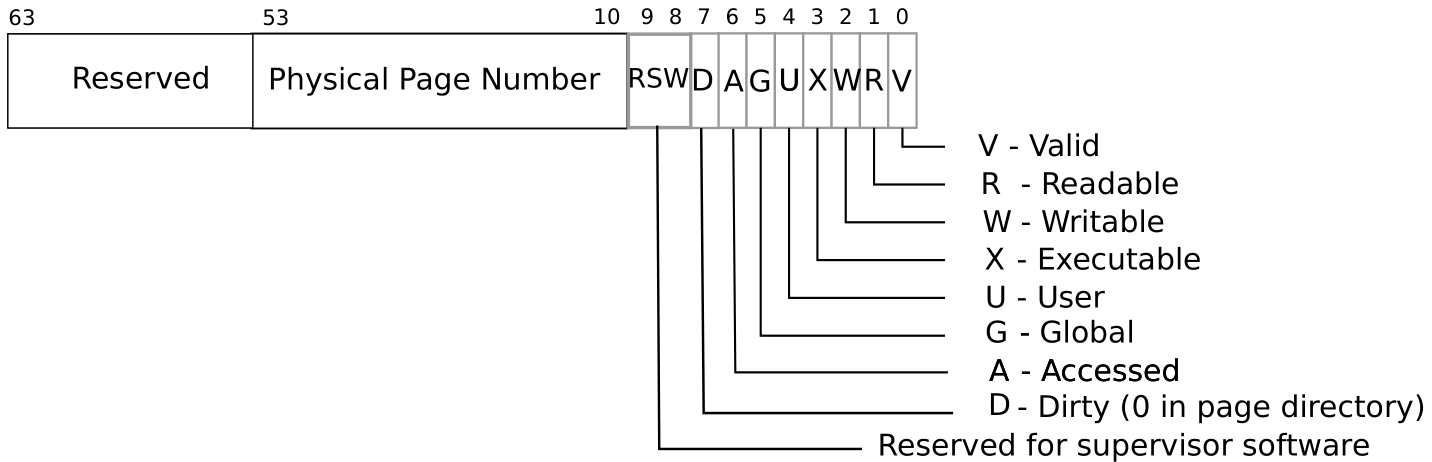 63 53 10 9 8 7 6 5 4 3 2 1 0
Reserved Physical Page Number RSW D A G U X W R V
V - Valid
R - Readable
W - Writable
X - Executable
U - User
G - Global
A - Accessed
D - Dirty (0 in page directory)
Reserved for supervisor software